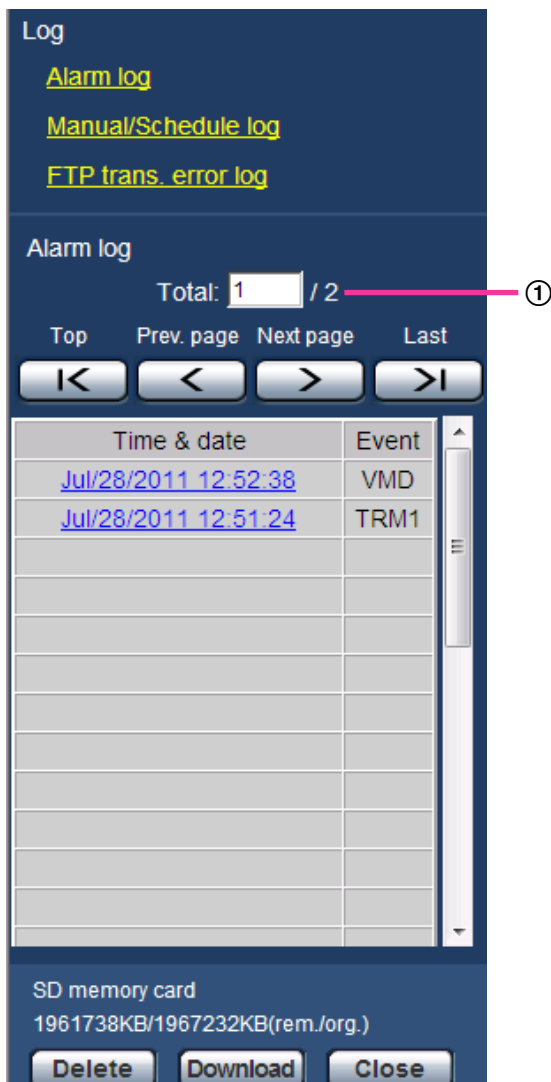 Log
Alarm log
Manual/Schedule log
FTP trans. error log
Alarm log
Total: 1 / 2
①
Top Prev. page Next page Last
|< < > >|
Time & date Event
Jul/28/2011 12:52:38 VMD
Jul/28/2011 12:51:24 TRM1
SD memory card
1961738KB/1967232KB(rem./org.)
Delete Download Close